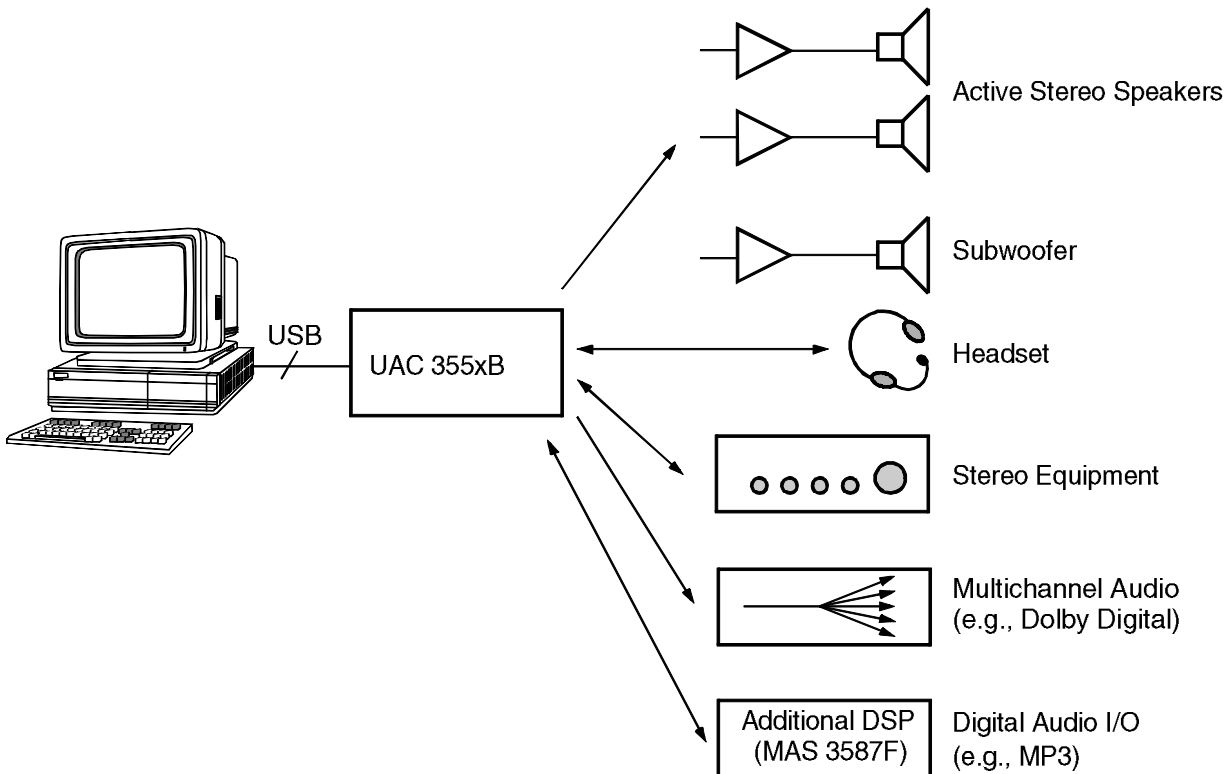 Active Stereo Speakers
Subwoofer
USB
UAC 355xB
Headset
Stereo Equipment
Multichannel Audio
(e.g., Dolby Digital)
Additional DSP
(MAS 3587F)
Digital Audio I/O
(e.g., MP3)